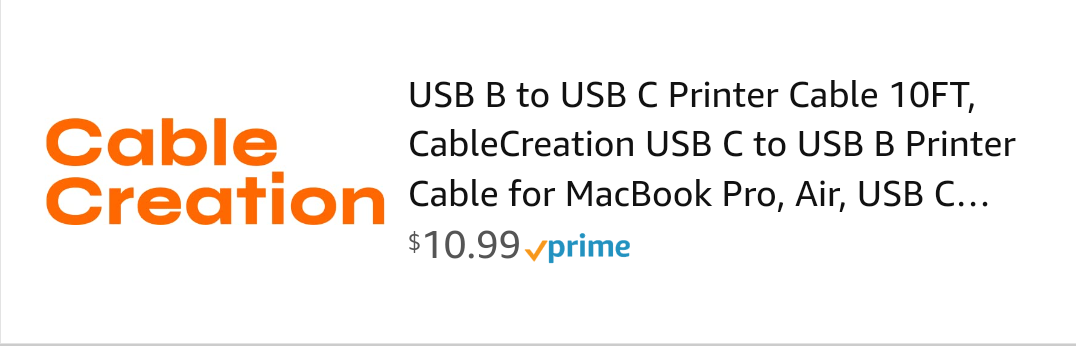 Cable
Creation
USB B to USB C Printer Cable 10FT,
CableCreation USB C to USB B Printer
Cable for MacBook Pro, Air, USB C...
$10.99 prime